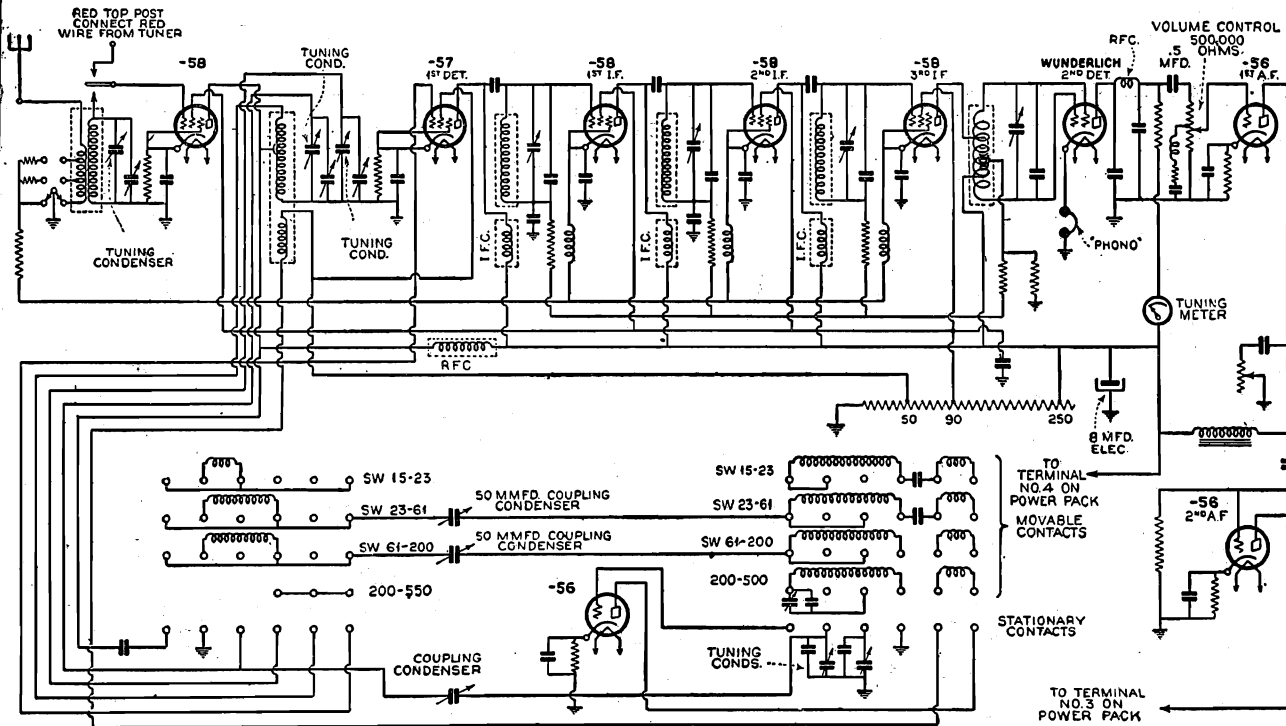 RED TOP POST
CONNECT RED
WIRE FROM TUNER
-58
TUNING
COND.
-57
1ST DET.
-58
1ST I.F.
-58
2ND I.F.
-58
3RD I F
WUNDERLICH
2ND DET.
RFC.
.5
MFD.
VOLUME CONTROL
500,000
OHMS.
-56
1ST A.F.
TUNING
CONDENSER
TUNING
COND.
I.F.C.
I.F.C.
I.F.C.
"PHONO"
TUNING
METER
RFC
50
90
250
8 MFD.
ELEC.
SW 15-23
SW 23-61
50 MMFD. COUPLING
CONDENSER
SW 61-200
50 MMFD COUPLING
CONDENSER
200-550
-56
SW 15-23
SW 23-61
SW 61-200
200-500
TO
TERMINAL
NO.4 ON
POWER PACK
MOVABLE
CONTACTS
STATIONARY
CONTACTS
-56
2ND A.F
COUPLING
CONDENSER
TUNING
CONDS.
TO TERMINAL
NO.3 ON
POWER PACK